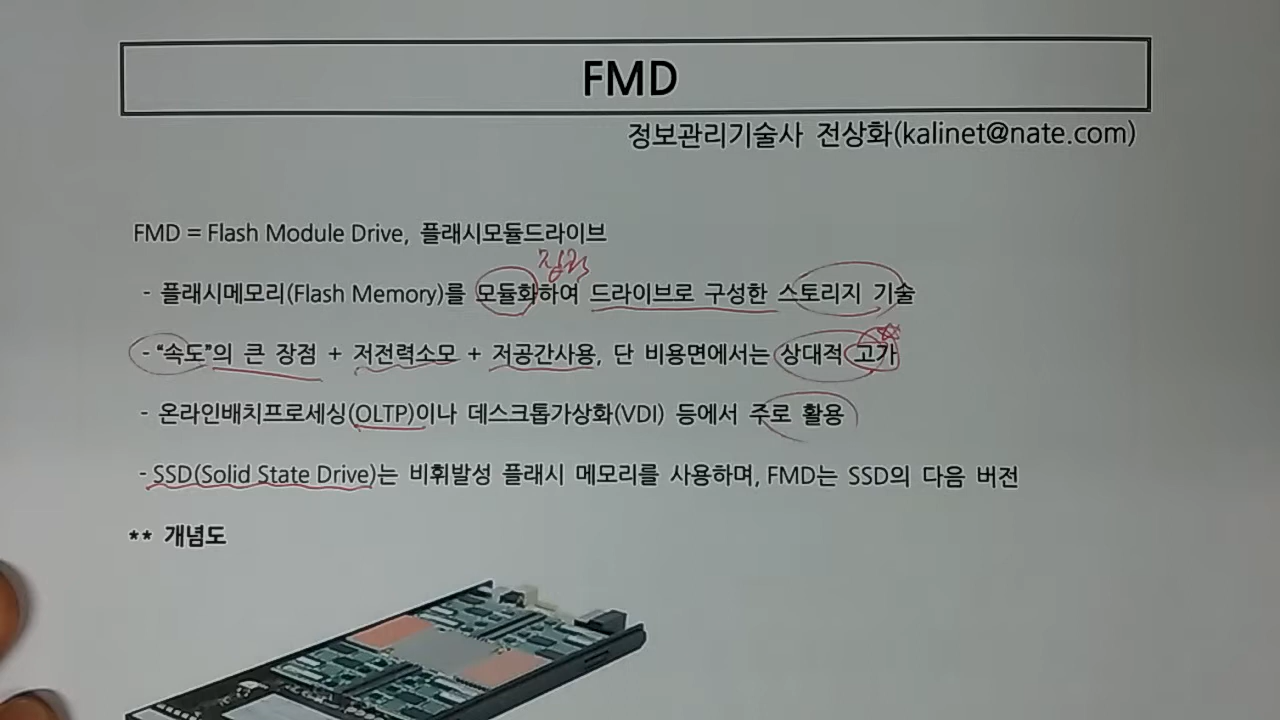 FMD
정보관리기술사 전상화(kalinet@nate.com)
FMD = Flash Module Drive, 플래시모듈드라이브
집적
- 플래시메모리(Flash Memory)를 모듈화하여 드라이브로 구성한 스토리지 기술
- “속도”의 큰 장점 + 저전력소모 + 저공간사용, 단 비용면에서는 상대적 고가
- 온라인배치프로세싱(OLTP)이나 데스크톱가상화(VDI) 등에서 주로 활용
- SSD(Solid State Drive)는 비휘발성 플래시 메모리를 사용하며, FMD는 SSD의 다음 버전
** 개념도